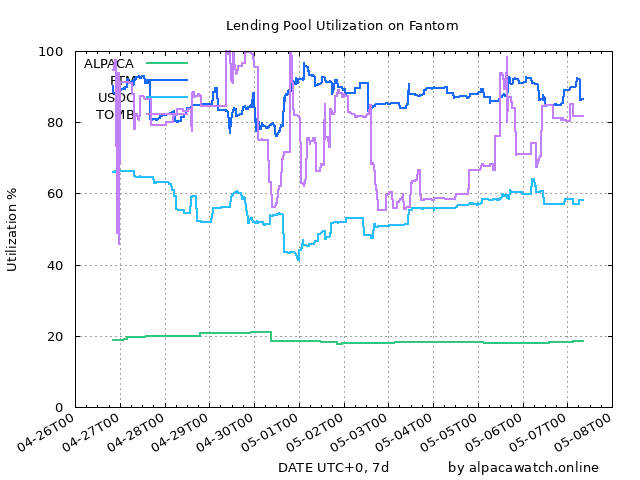 Lending Pool Utilization on Fantom
Utilization %
100
80
60
40
20
0
ALPACA
FTM
USDC
TOMB
04-26T00
04-27T00
04-28T00
04-29T00
04-30T00
05-01T00
05-02T00
05-03T00
05-04T00
05-05T00
05-06T00
05-07T00
05-08T00
DATE UTC+0, 7d
by alpacawatch.online